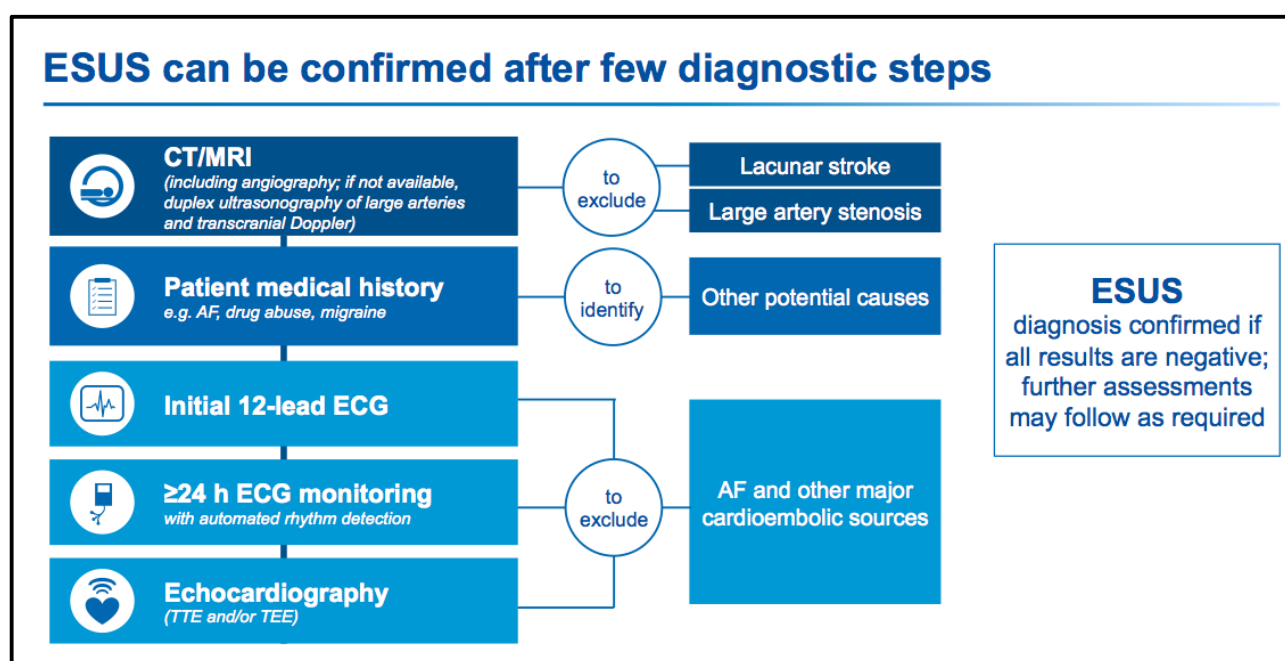 ESUS can be confirmed after few diagnostic steps
CT/MRI
(including angiography; if not available,
duplex ultrasonography of large arteries
and transcranial Doppler)
to
exclude
Lacunar stroke
Large artery stenosis
Patient medical history
e.g. AF, drug abuse, migraine
to
identify
Other potential causes
Initial 12-lead ECG
≥24 h ECG monitoring
with automated rhythm detection
Echocardiography
(TTE and/or TEE)
to
exclude
AF and other major
cardioembolic sources
ESUS
diagnosis confirmed if
all results are negative;
further assessments
may follow as required